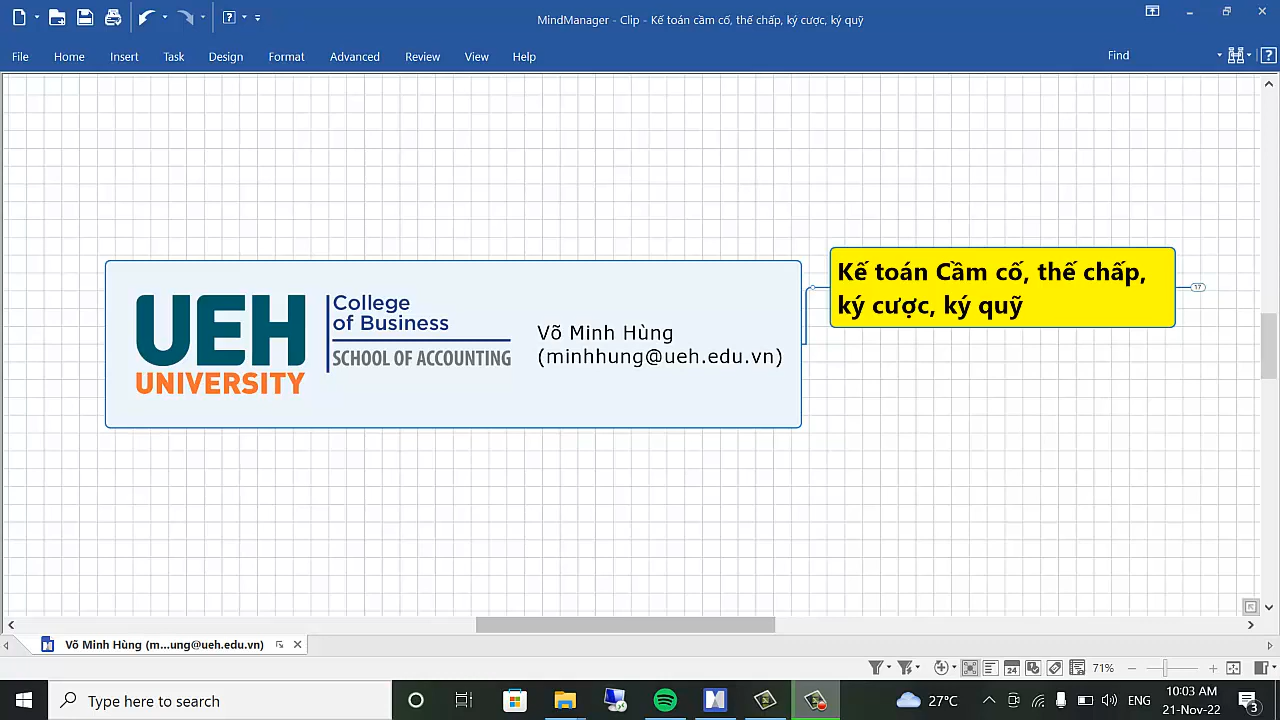 MindManager - Clip - Kế toán cầm cố, thế chấp, ký cược, ký quỹ
File Home Insert Task Design Format Advanced Review View Help Find
Kế toán Cầm cố, thế chấp,
ký cược, ký quỹ
17
UEH
UNIVERSITY
College
of Business
SCHOOL OF ACCOUNTING
Võ Minh Hùng
(minhhung@ueh.edu.vn)
Võ Minh Hùng (m...ung@ueh.edu.vn)
24
71%
Type here to search
27°C
ENG
10:03 AM
21-Nov-22
3